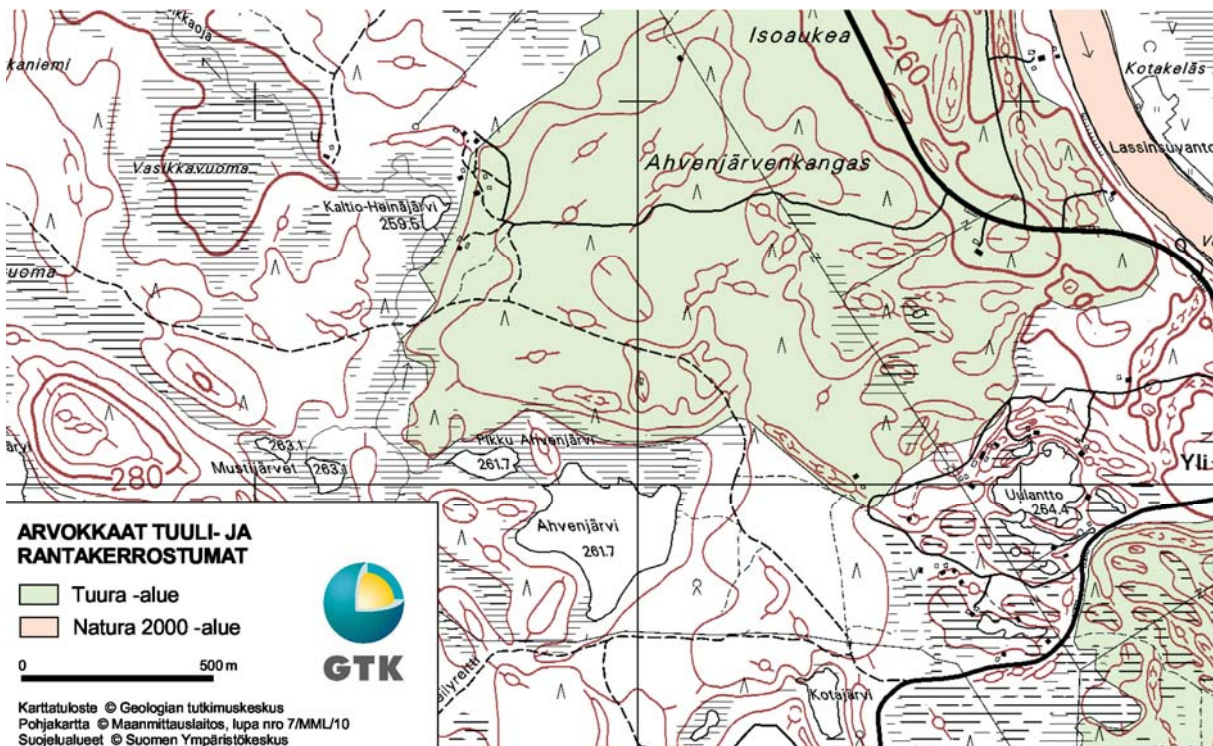 Isoaukea
260
Kotakeläs
kaniemi
Vasikkavuoma
Ahvenjärvenkangas
Lassinsuvanto
Kaltio-Heinäjärvi
259.5
uoma
Pikku Ahvenjärvi
263.1
Mustijärvet
263.1
261.7
280
Yli
Uulantto
264.4
Ahvenjärvi
261.7
Kotajärvi
ARVOKKAAT TUULI- JA
RANTAKERROSTUMAT
Tuura -alue
Natura 2000 -alue
0 500 m
GTK
Karttatuloste © Geologian tutkimuskeskus
Pohjakartta © Maanmittauslaitos, lupa nro 7/MML/10
Suojelualueet © Suomen Ympäristökeskus